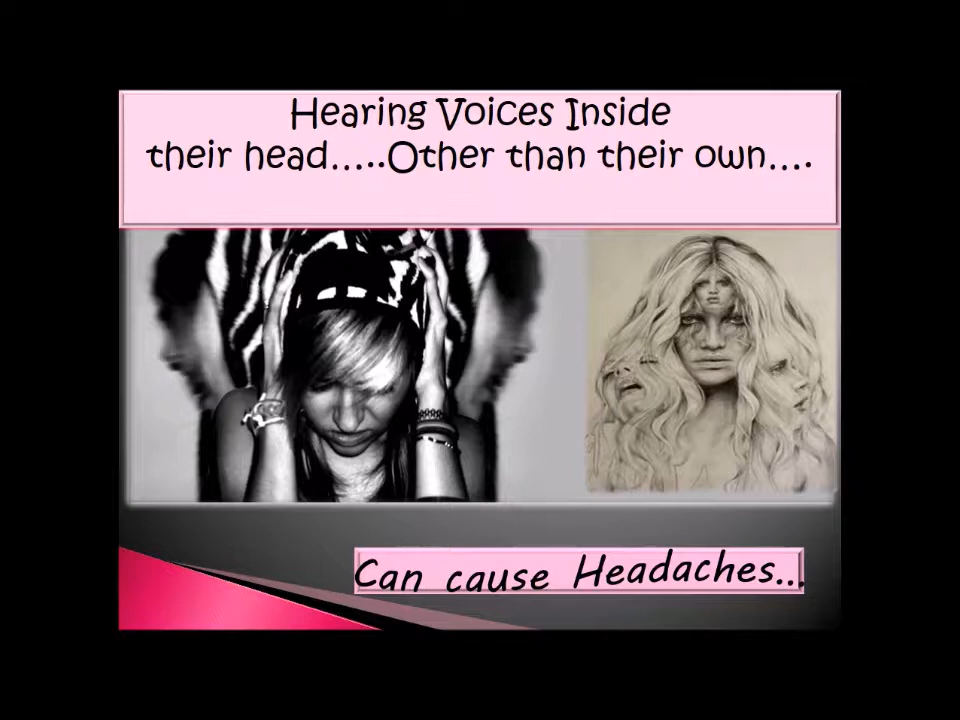 Hearing Voices Inside
their head…..Other than their own….
Can cause Headaches...